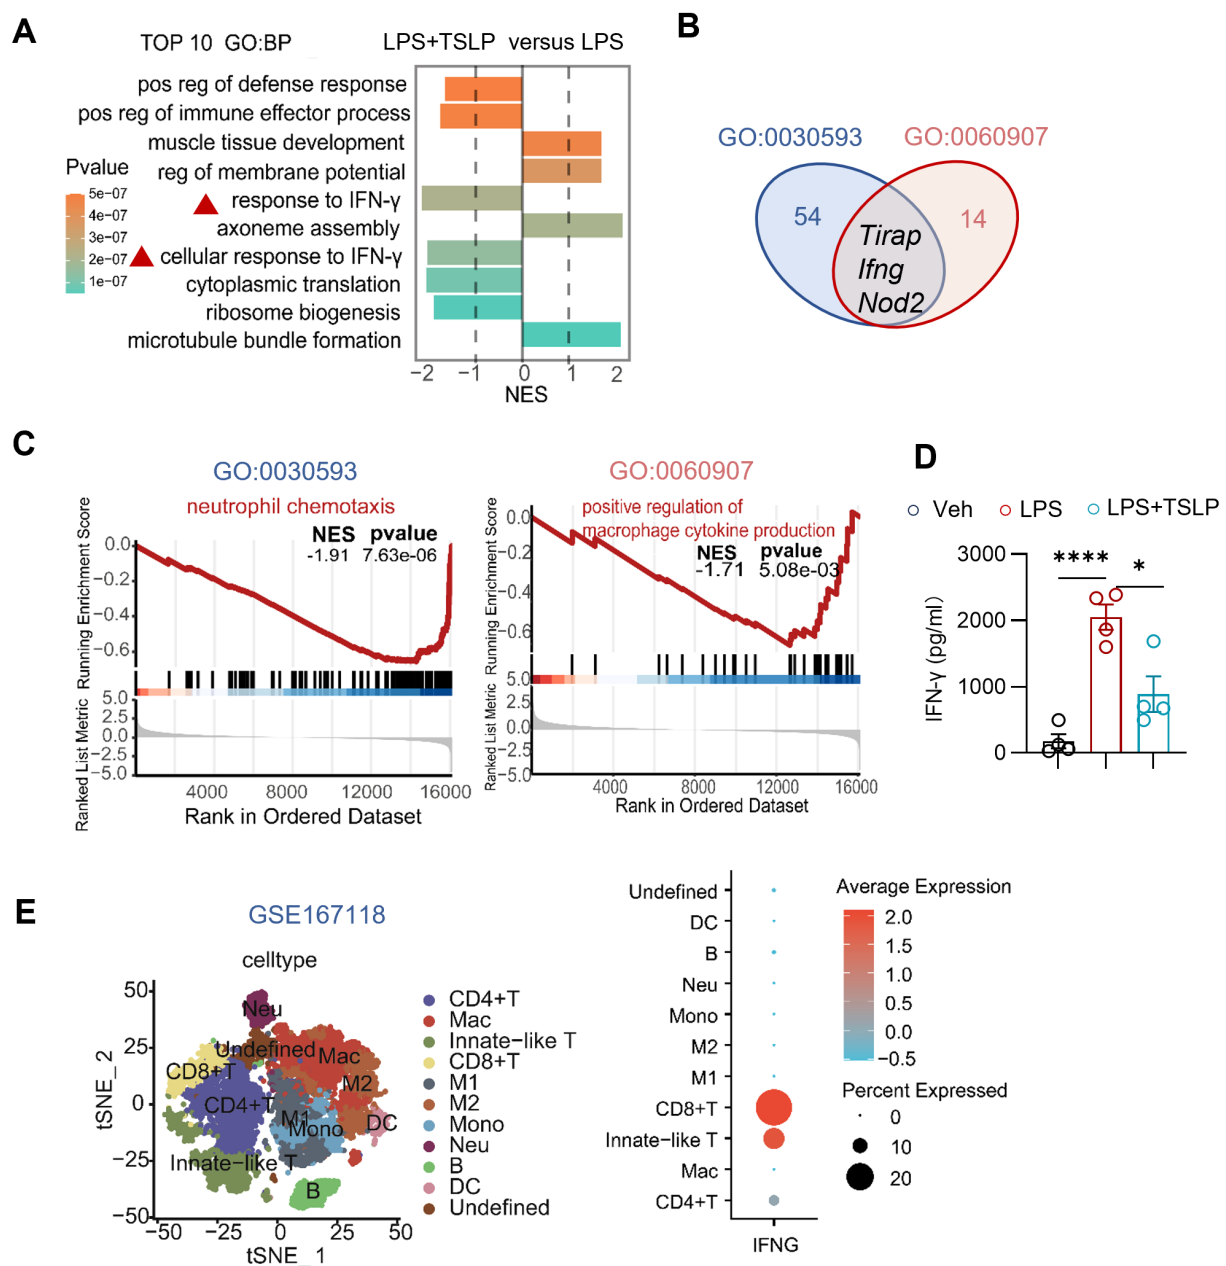 A
TOP 10 GO:BP
LPS+TSLP versus LPS
pos reg of defense response
pos reg of immune effector process
muscle tissue development
reg of membrane potential
response to IFN-γ
axoneme assembly
cellular response to IFN-γ
cytoplasmic translation
ribosome biogenesis
microtubule bundle formation
Pvalue
5e-07
4e-07
3e-07
2e-07
1e-07
−2 −1 0 1 2
NES
B
GO:0030593 GO:0060907
54
14
Tirap
Ifng
Nod2
C
GO:0030593
neutrophil chemotaxis
NES pvalue
-1.91 7.63e-06
Running Enrichment Score
0.0
−0.2
−0.4
−0.6
Ranked List Metric
5.0
2.5
0.0
−2.5
−5.0
4000 8000 12000 16000
Rank in Ordered Dataset
GO:0060907
positive regulation of
macrophage cytokine production
NES pvalue
-1.71 5.08e-03
Running Enrichment Score
0.0
−0.2
−0.4
−0.6
Ranked List Metric
5.0
2.5
0.0
−2.5
−5.0
4000 8000 12000 16000
Rank in Ordered Dataset
D
Veh LPS LPS+TSLP
**** *
IFN-γ (pg/ml)
3000
2000
1000
0
E
GSE167118
celltype
tSNE_2
50
25
0
−25
−50
−50 −25 0 25 50
tSNE_1
Neu
Undefined
Mac
CD8+T
M2
CD4+T
M1
Mono
DC
Innate−like T
B
CD4+T
Mac
Innate−like T
CD8+T
M1
M2
Mono
Neu
B
DC
Undefined
Undefined
DC
B
Neu
Mono
M2
M1
CD8+T
Innate−like T
Mac
CD4+T
IFNG
Average Expression
2.0
1.5
1.0
0.5
0.0
−0.5
Percent Expressed
0
10
20